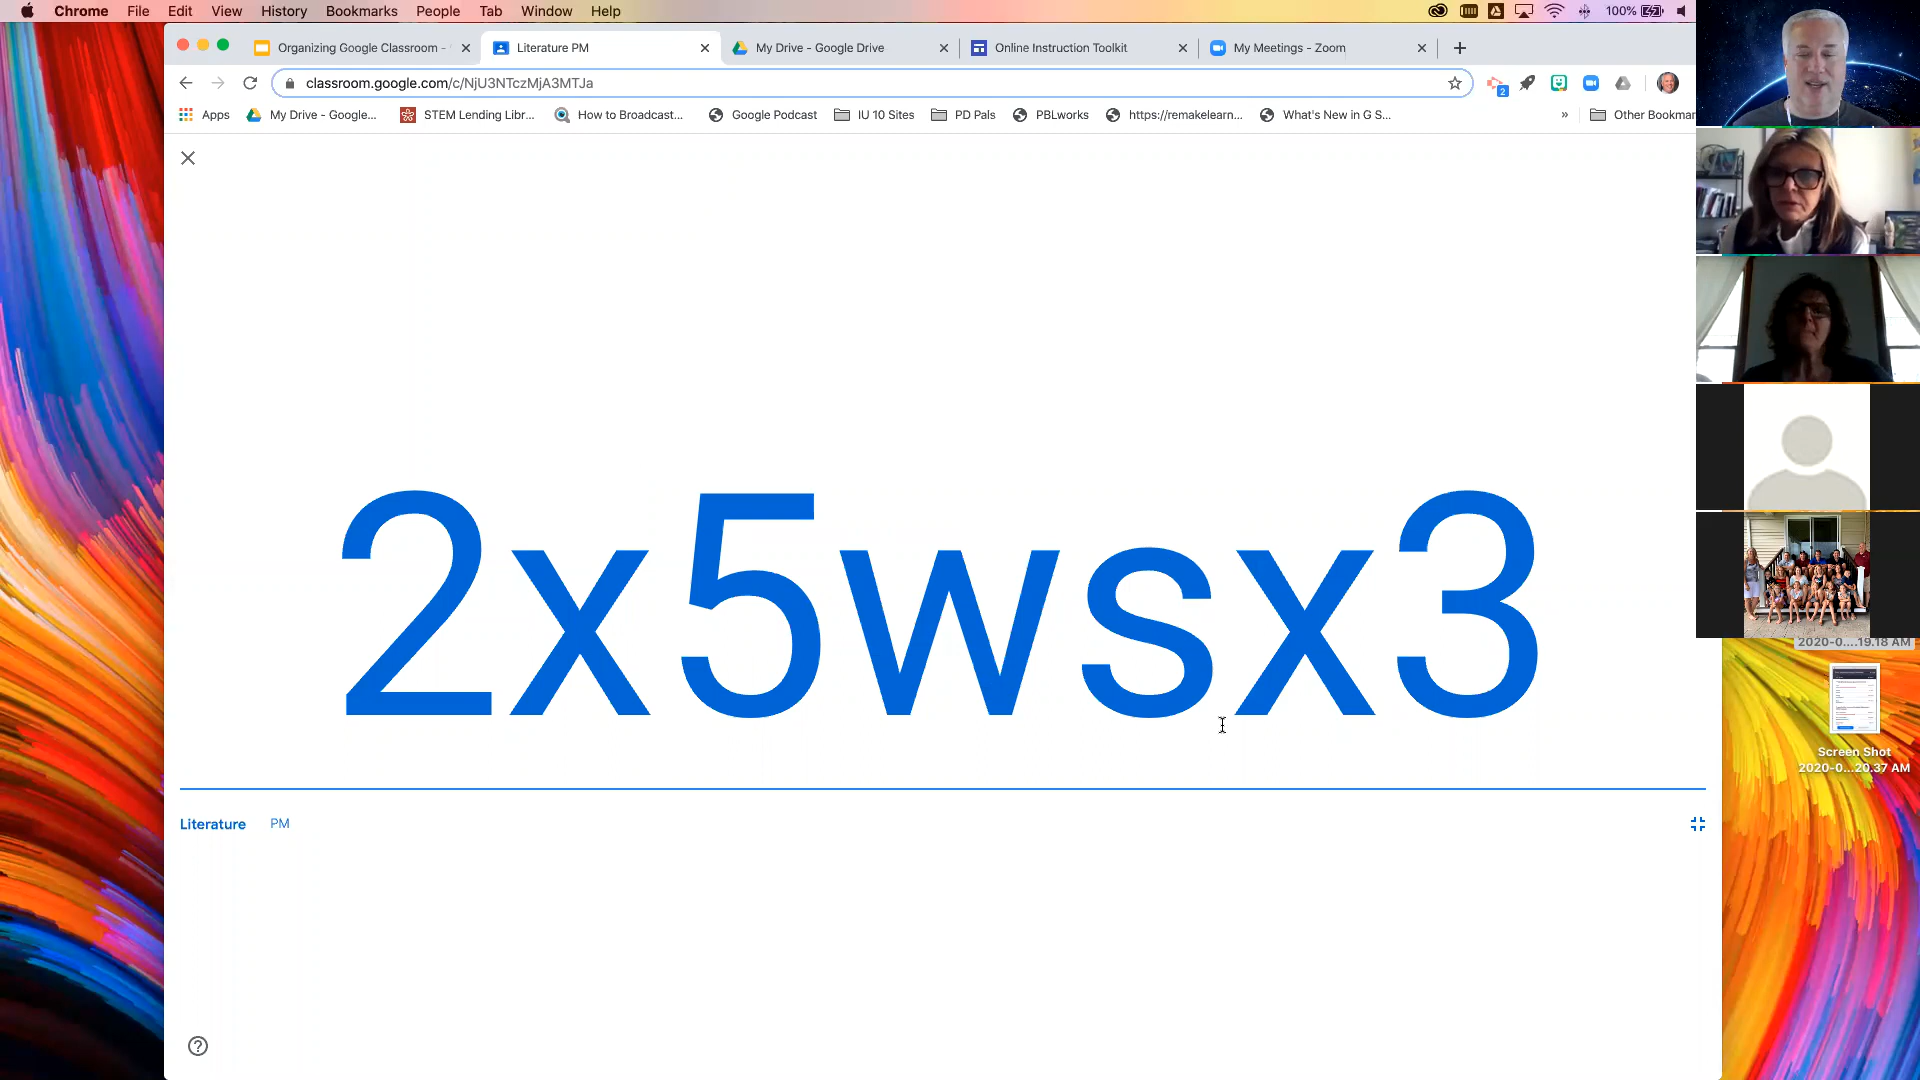 Chrome File Edit View History Bookmarks People Tab Window Help 100%
Organizing Google Classroom - Literature PM My Drive - Google Drive Online Instruction Toolkit My Meetings - Zoom
classroom.google.com/c/NjU3NTczMjA3MTJa 2
Apps My Drive - Google... STEM Lending Libr... How to Broadcast... Google Podcast IU 10 Sites PD Pals PBLworks https://remakelearn... What's New in G S... » Other Bookmar
2x5wsx3
Literature PM
2020-0....19.18 AM
Screen Shot
2020-0...20.37 AM